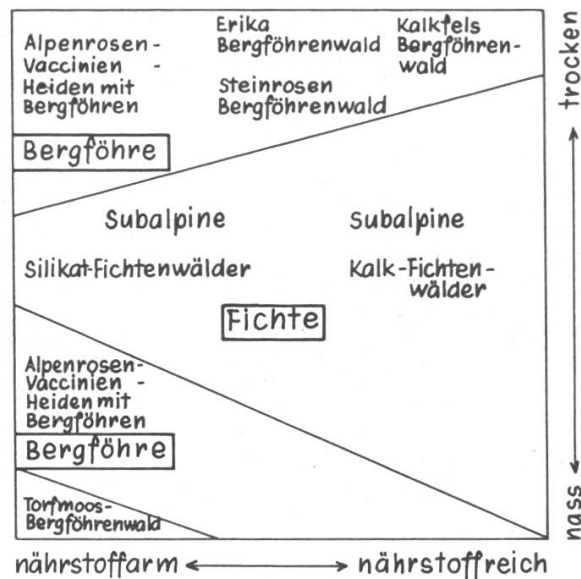 Alpenrosen-
Vaccinien -
Heiden mit
Bergföhren
Erika
Bergföhrenwald
Steinrosen
Bergföhrenwald
Kalkfels
Bergföhren-
wald
Bergföhre
trocken
Subalpine
Silikat-Fichtenwälder
Subalpine
Kalk-Fichten-
wälder
Fichte
Alpenrosen-
Vaccinien -
Heiden mit
Bergföhren
Bergföhre
Torfmoos-
Bergföhrenwald
nass
nährstoffarm
nährstoffreich